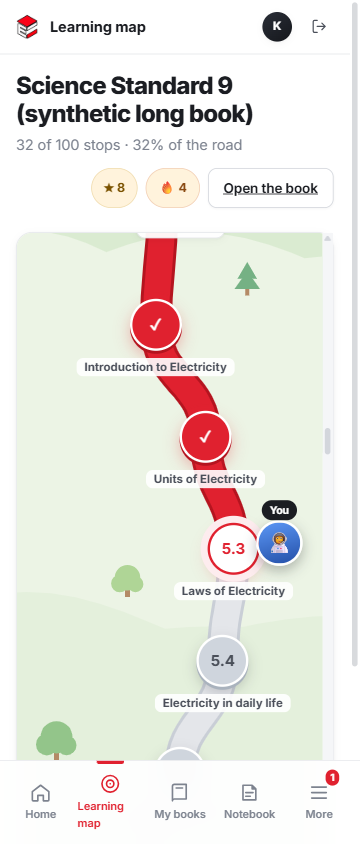 Learning map
K
Science Standard 9
(synthetic long book)
32 of 100 stops · 32% of the road
★ 8
4
Open the book
✓
Introduction to Electricity
✓
Units of Electricity
You
5.3
Laws of Electricity
5.4
Electricity in daily life
1
Home
Learning
map
My books
Notebook
More